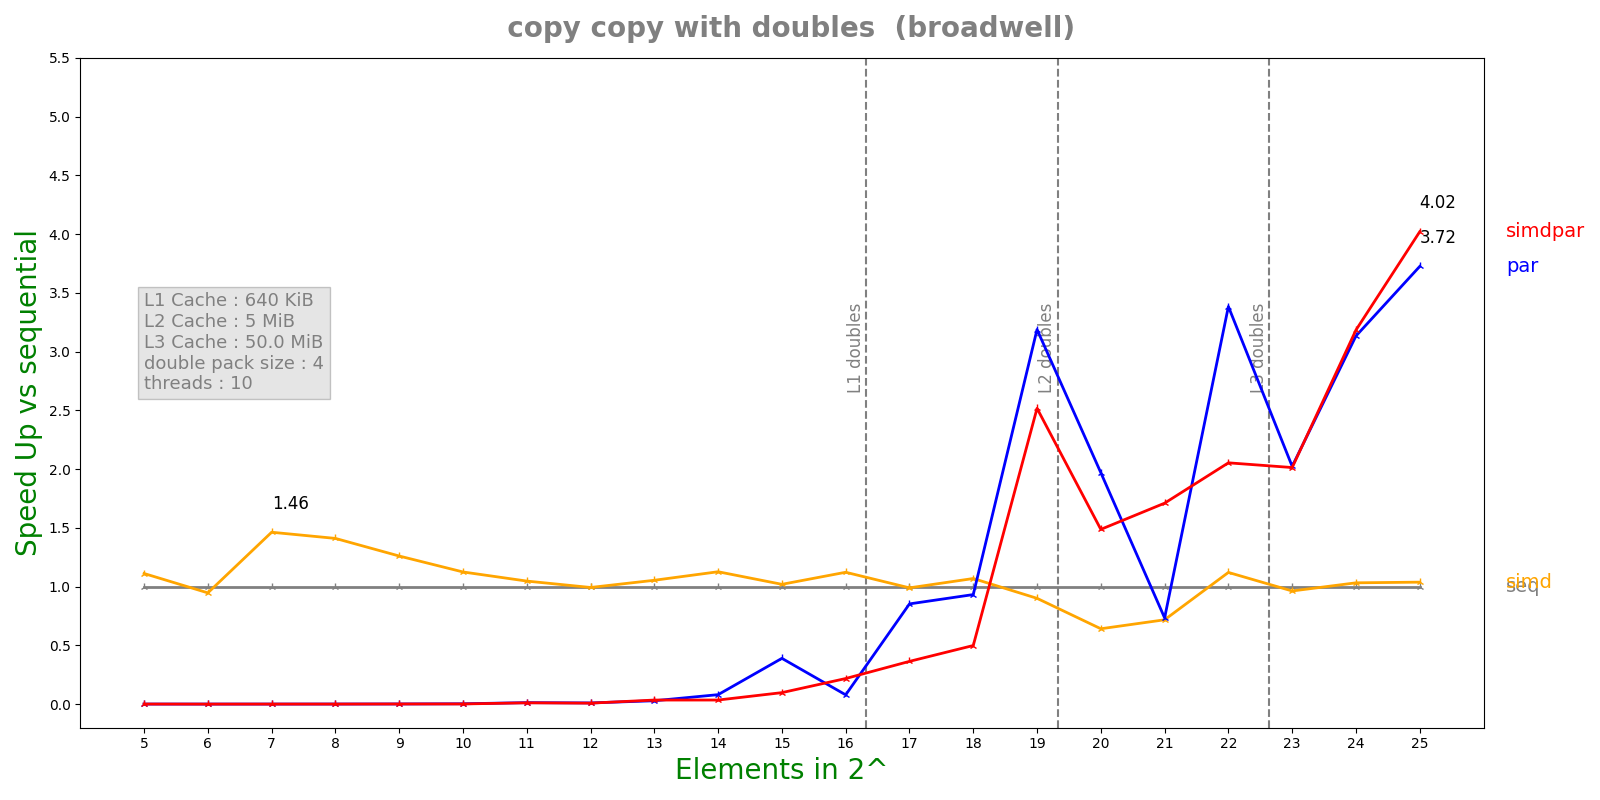 copy copy with doubles (broadwell)
Speed Up vs sequential
5.5
5.0
4.5
4.0
3.5
3.0
2.5
2.0
1.5
1.0
0.5
0.0
L1 Cache : 640 KiB
L2 Cache : 5 MiB
L3 Cache : 50.0 MiB
double pack size : 4
threads : 10
1.46
L1 doubles
L2 doubles
L3 doubles
4.02
3.72
simdpar
par
simd
seq
5 6 7 8 9 10 11 12 13 14 15 16 17 18 19 20 21 22 23 24 25
Elements in 2^